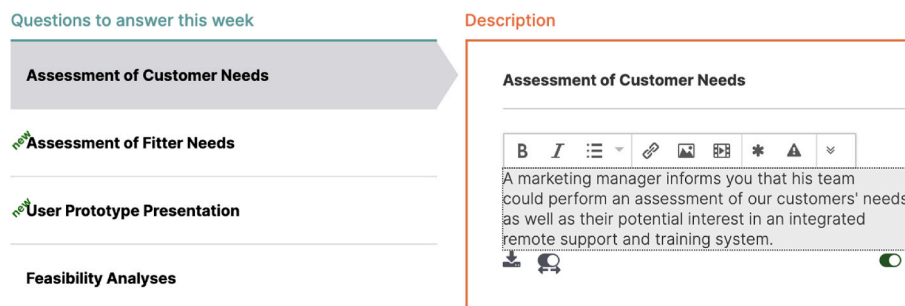 Questions to answer this week
Description
Assessment of Customer Needs
new Assessment of Fitter Needs
new User Prototype Presentation
Feasibility Analyses
Assessment of Customer Needs
B I
A marketing manager informs you that his team
could perform an assessment of our customers' needs
as well as their potential interest in an integrated
remote support and training system.